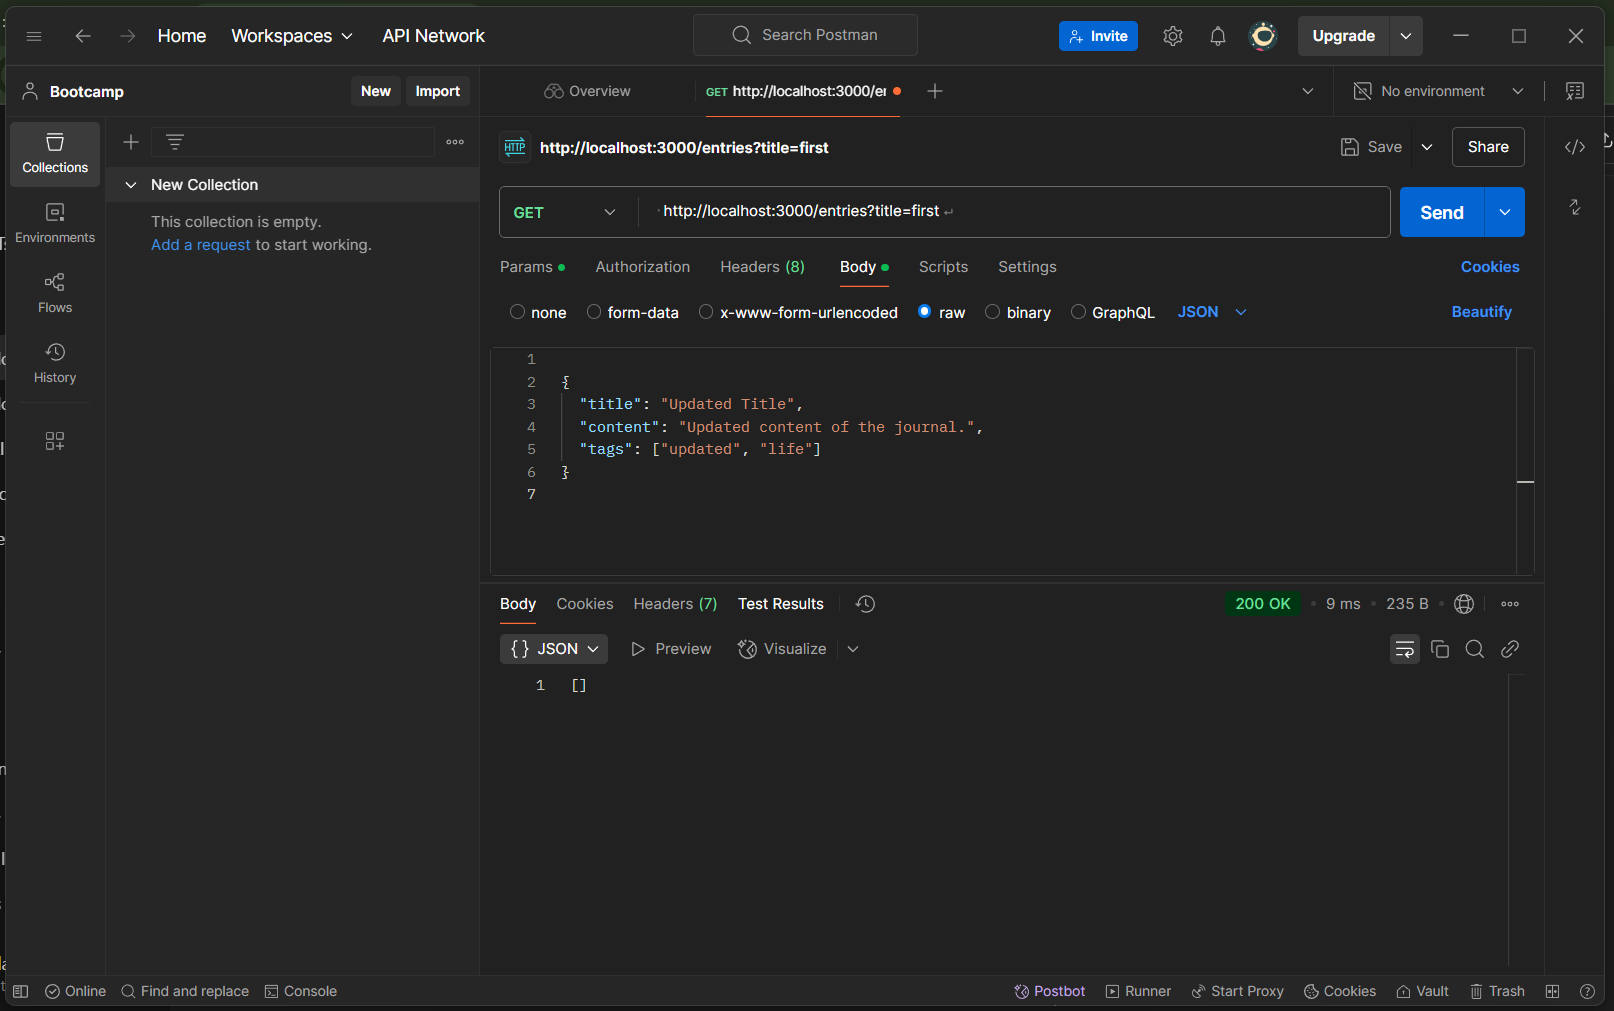 Home Workspaces API Network Search Postman Invite Upgrade
Bootcamp New Import Overview GET http://localhost:3000/er No environment
Collections
Environments
Flows
History
New Collection
This collection is empty.
Add a request to start working.
HTTP http://localhost:3000/entries?title=first Save Share
GET http://localhost:3000/entries?title=first Send
Params Authorization Headers (8) Body Scripts Settings Cookies
none form-data x-www-form-urlencoded raw binary GraphQL JSON Beautify
1
2 {
3 "title": "Updated Title",
4 "content": "Updated content of the journal.",
5 "tags": ["updated", "life"]
6 }
7
Body Cookies Headers (7) Test Results 200 OK • 9 ms • 235 B •
{} JSON Preview Visualize
1 []
Online Find and replace Console Postbot Runner Start Proxy Cookies Vault Trash